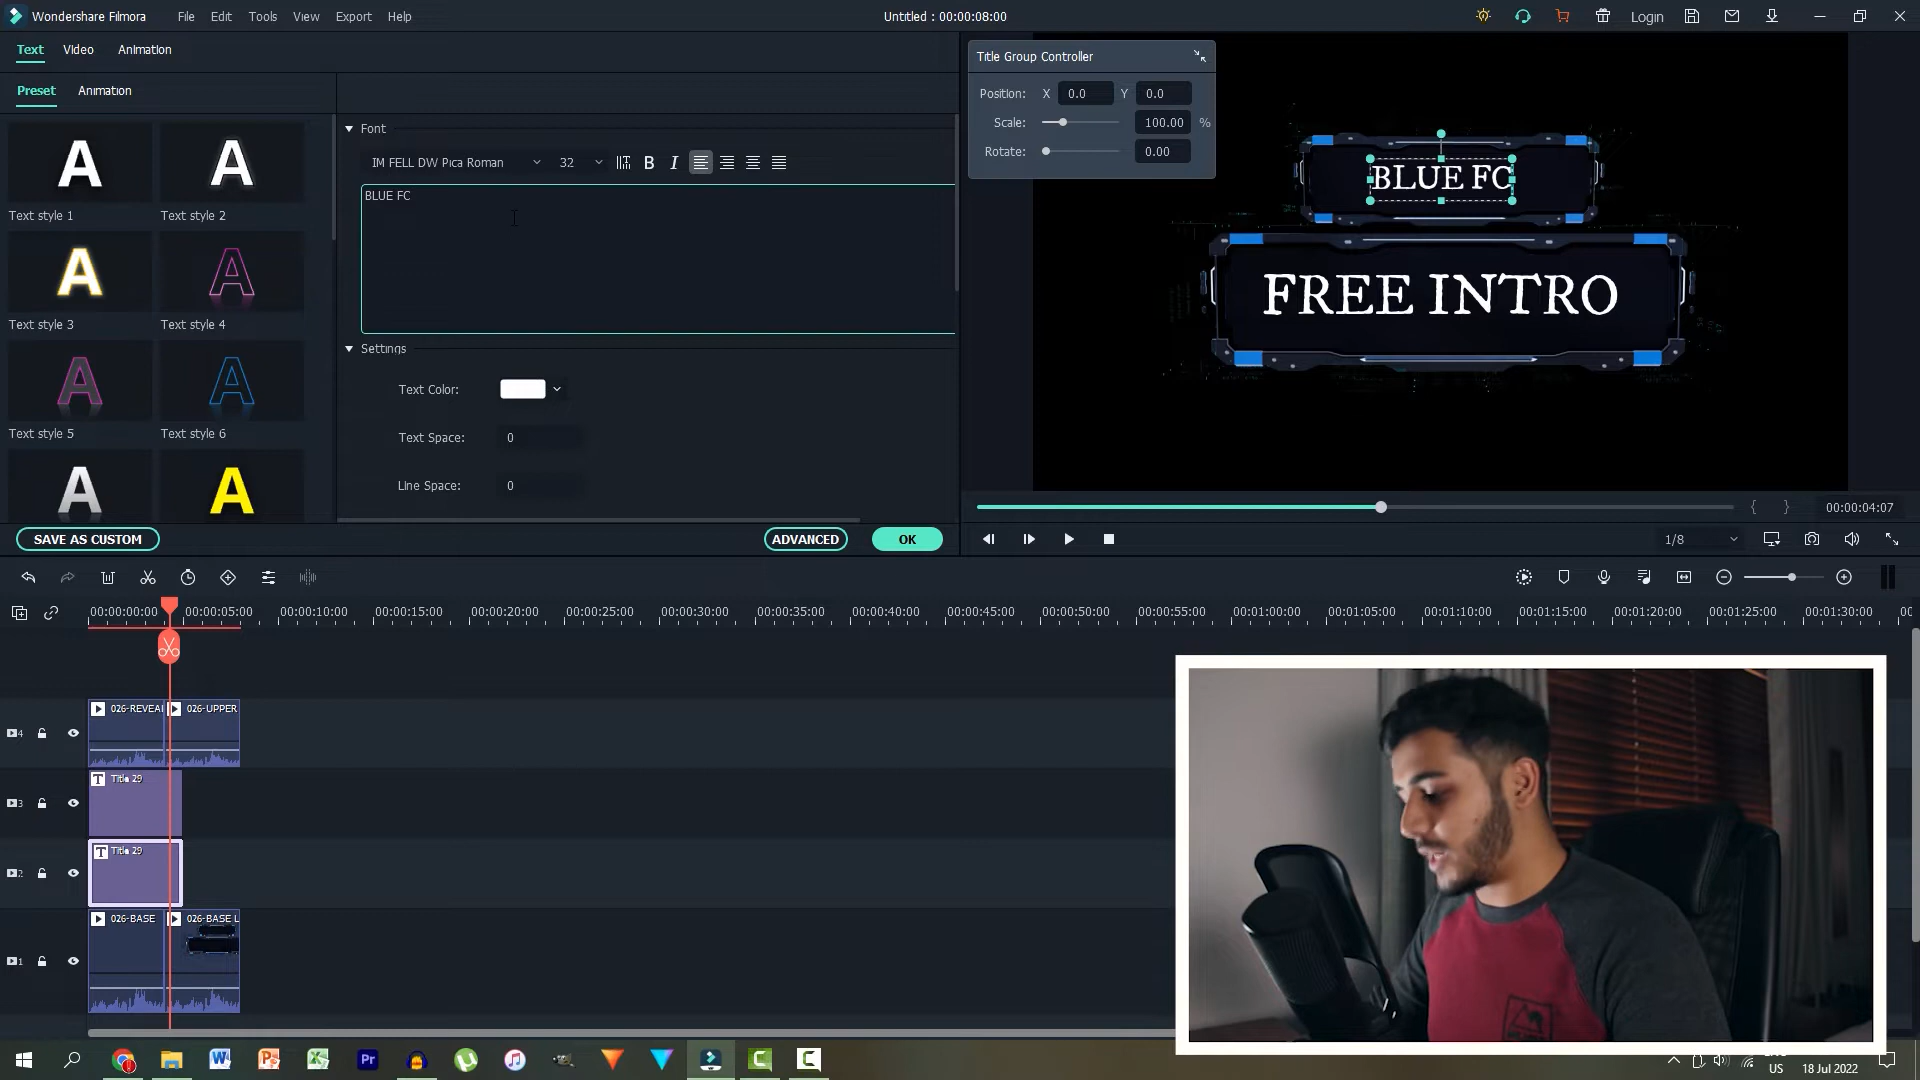 Wondershare Filmora File Edit Tools View Export Help Untitled : 00:00:08:00 Login
Text Video Animation
Title Group Controller
Preset Animation
Position: X 0.0 Y 0.0
Scale: 100.00 %
Rotate: 0.00
Font
IM FELL DW Pica Roman 32 B I
BLUE FC
Text style 1 Text style 2
Text style 3 Text style 4
Text style 5 Text style 6
Settings
Text Color:
Text Space: 0
Line Space: 0
BLUE FC
FREE INTRO
00:00:04:07
SAVE AS CUSTOM ADVANCED OK
1/8
00:00:00:00 00:00:05:00 00:00:10:00 00:00:15:00 00:00:20:00 00:00:25:00 00:00:30:00 00:00:35:00 00:00:40:00 00:00:45:00 00:00:50:00 00:00:55:00 00:01:00:00 00:01:05:00 00:01:10:00 00:01:15:00 00:01:20:00 00:01:25:00 00:01:30:00
4 026-REVEAL 026-UPPER
3 Title 29
2 Title 29
1 026-BASE 026-BASE L
US
18 Jul 2022